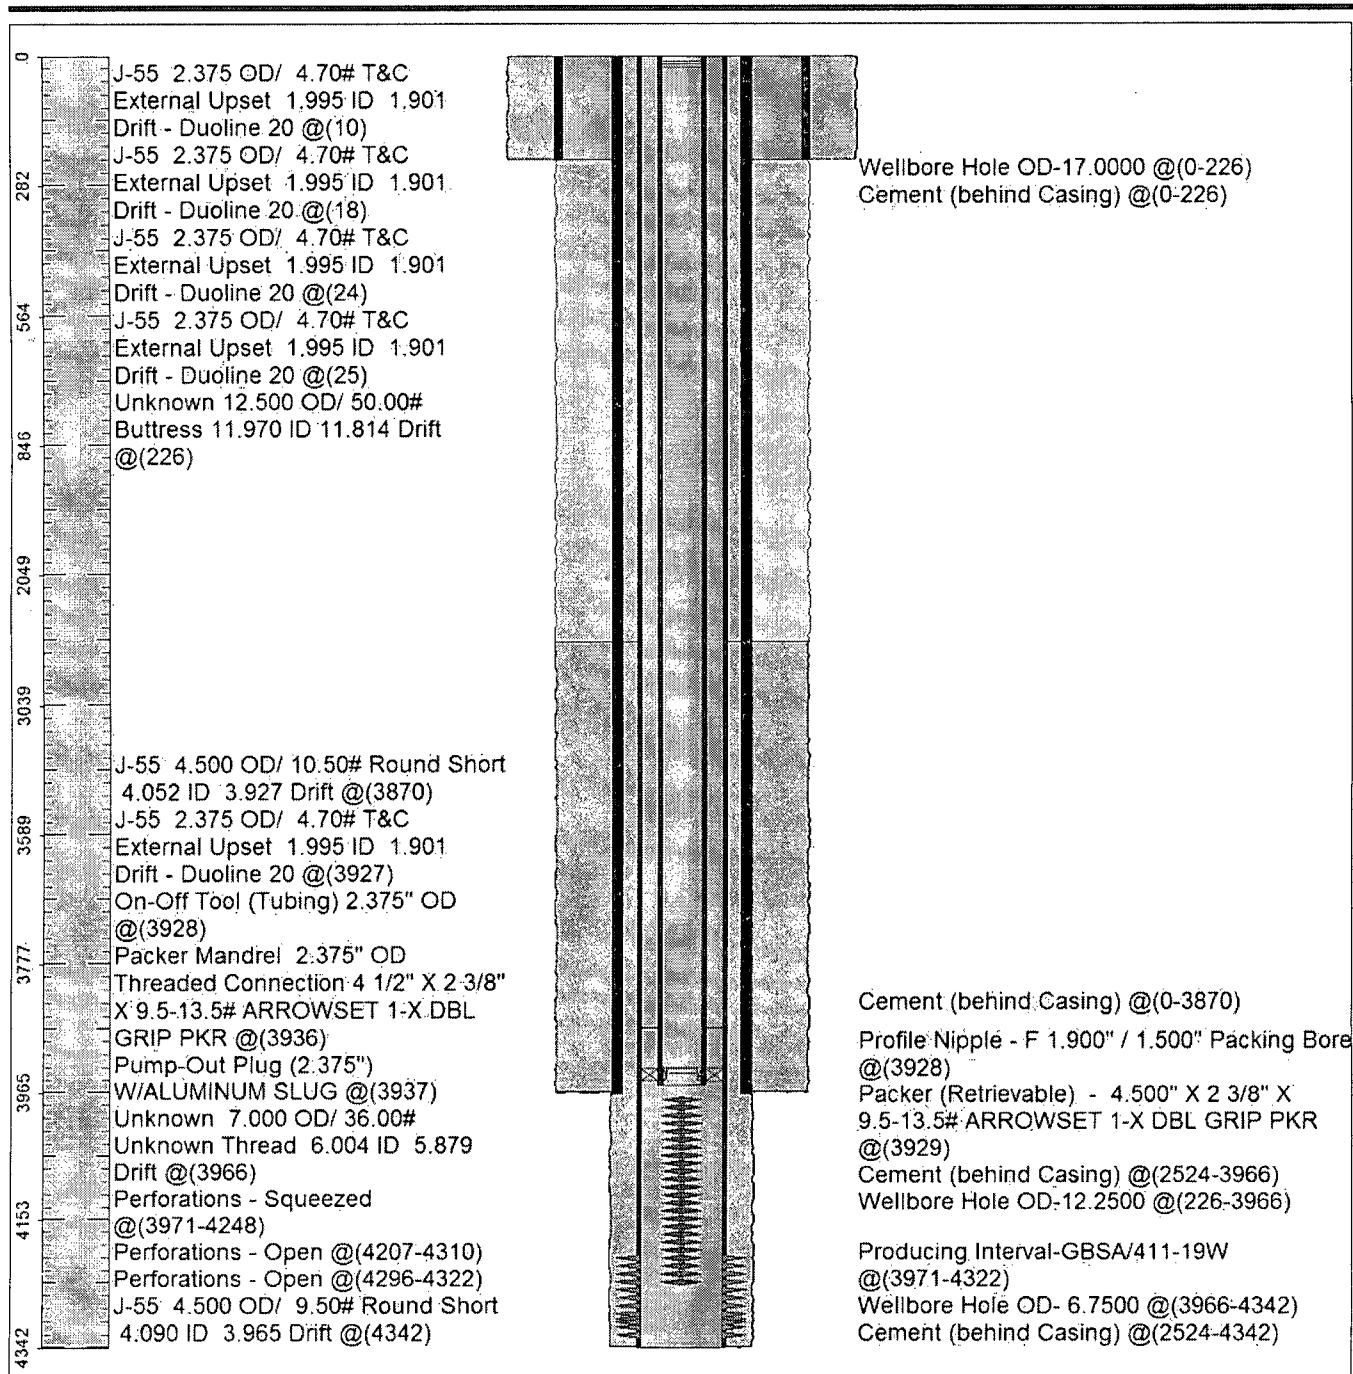 0
282
564
846
2049
3039
3589
3777
3965
4153
4342
J-55 2.375 OD/ 4.70# T&C
External Upset 1.995 ID 1.901
Drift - Duoline 20 @(10)
J-55 2.375 OD/ 4.70# T&C
External Upset 1.995 ID 1.901
Drift - Duoline 20 @(18)
J-55 2.375 OD/ 4.70# T&C
External Upset 1.995 ID 1.901
Drift - Duoline 20 @(24)
J-55 2.375 OD/ 4.70# T&C
External Upset 1.995 ID 1.901
Drift - Duoline 20 @(25)
Unknown 12.500 OD/ 50.00#
Buttress 11.970 ID 11.814 Drift
@(226)
J-55 4.500 OD/ 10.50# Round Short
4.052 ID 3.927 Drift @(3870)
J-55 2.375 OD/ 4.70# T&C
External Upset 1.995 ID 1.901
Drift - Duoline 20 @(3927)
On-Off Tool (Tubing) 2.375" OD
@(3928)
Packer Mandrel 2.375" OD
Threaded Connection 4 1/2" X 2 3/8"
X 9.5-13.5# ARROWSET 1-X DBL
GRIP PKR @(3936)
Pump-Out Plug (2.375")
W/ALUMINUM SLUG @(3937)
Unknown 7.000 OD/ 36.00#
Unknown Thread 6.004 ID 5.879
Drift @(3966)
Perforations - Squeezed
@(3971-4248)
Perforations - Open @(4207-4310)
Perforations - Open @(4296-4322)
J-55 4.500 OD/ 9.50# Round Short
4.090 ID 3.965 Drift @(4342)
Wellbore Hole OD-17.0000 @(0-226)
Cement (behind Casing) @(0-226)
Cement (behind Casing) @(0-3870)
Profile Nipple - F 1.900" / 1.500" Packing Bore
@(3928)
Packer (Retrievable) - 4.500" X 2 3/8" X
9.5-13.5# ARROWSET 1-X DBL GRIP PKR
@(3929)
Cement (behind Casing) @(2524-3966)
Wellbore Hole OD-12.2500 @(226-3966)
Producing Interval-GBSA/411-19W
@(3971-4322)
Wellbore Hole OD- 6.7500 @(3966-4342)
Cement (behind Casing) @(2524-4342)